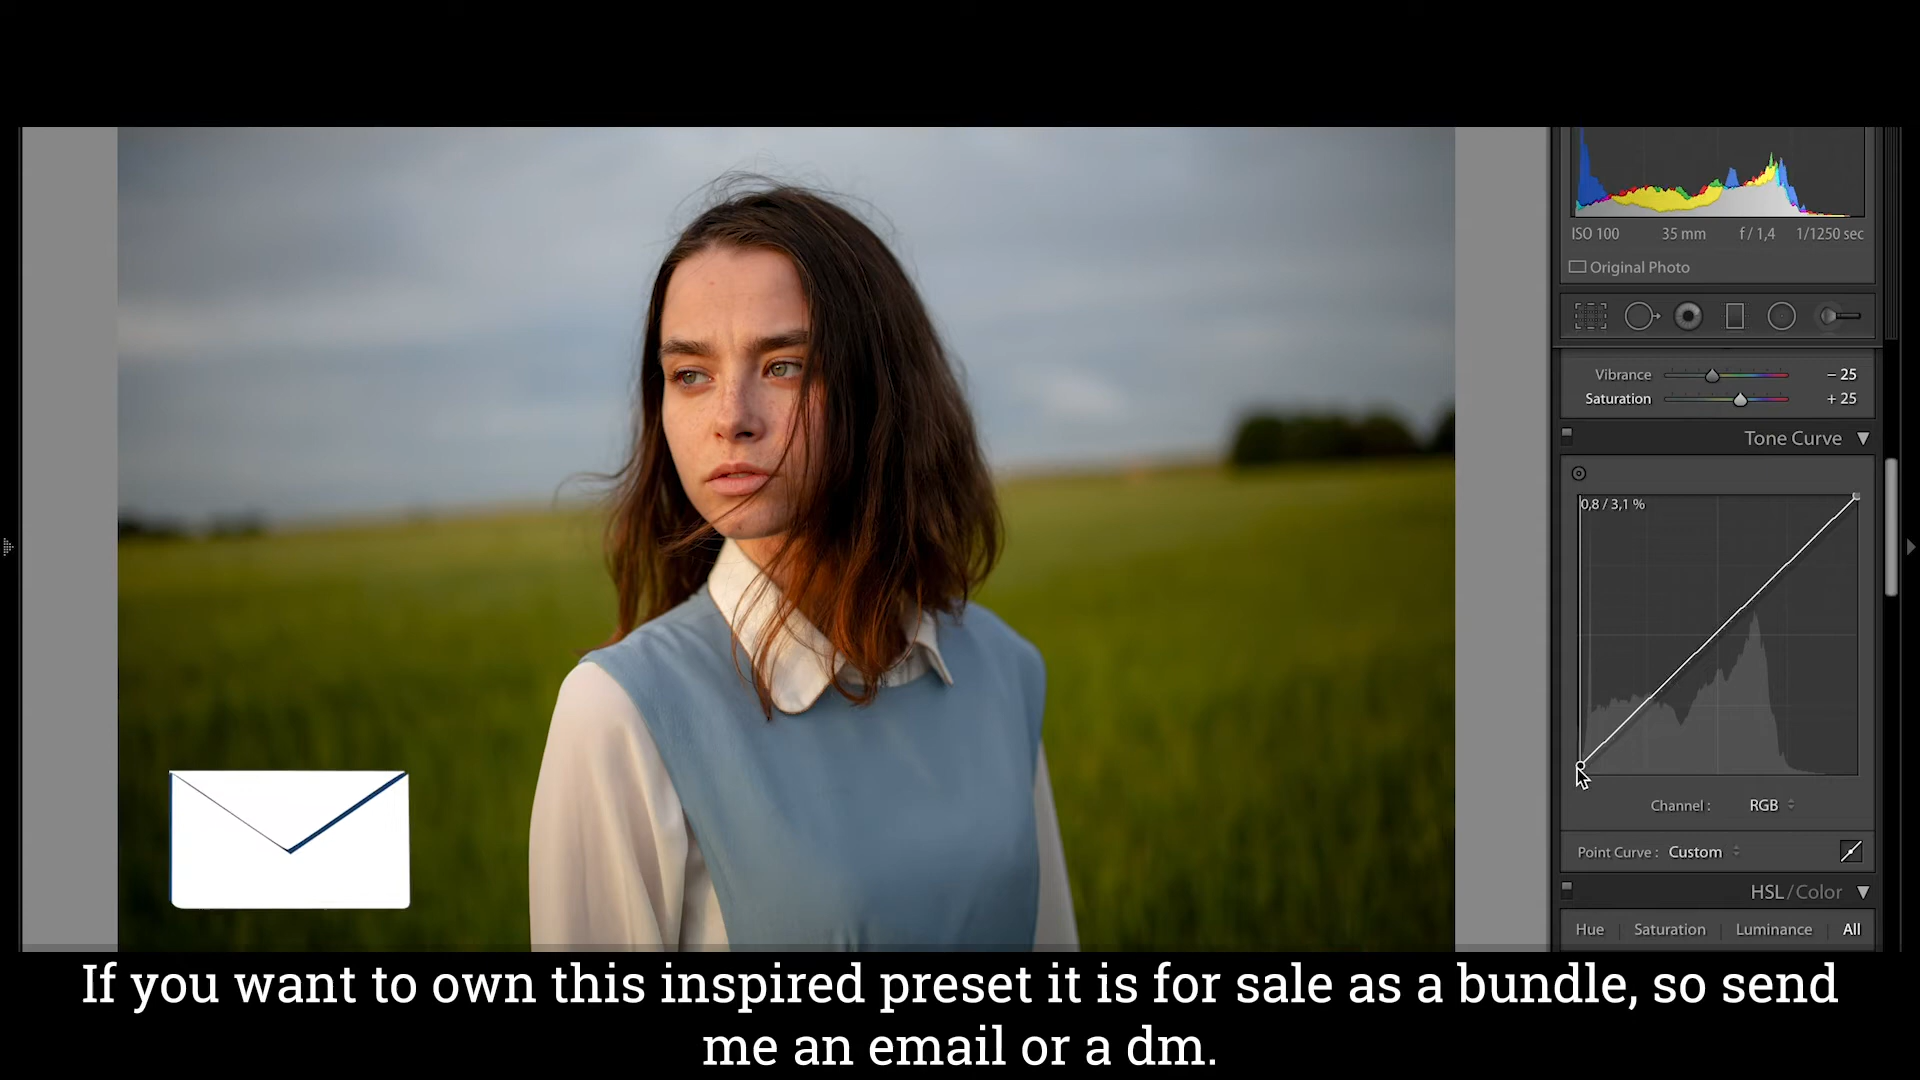 ISO 100 35 mm f / 1,4 1/1250 sec
Original Photo
Vibrance − 25
Saturation + 25
Tone Curve
0,8 / 3,1 %
Channel : RGB
Point Curve : Custom
HSL / Color
Hue Saturation Luminance All
If you want to own this inspired preset it is for sale as a bundle, so send
me an email or a dm.